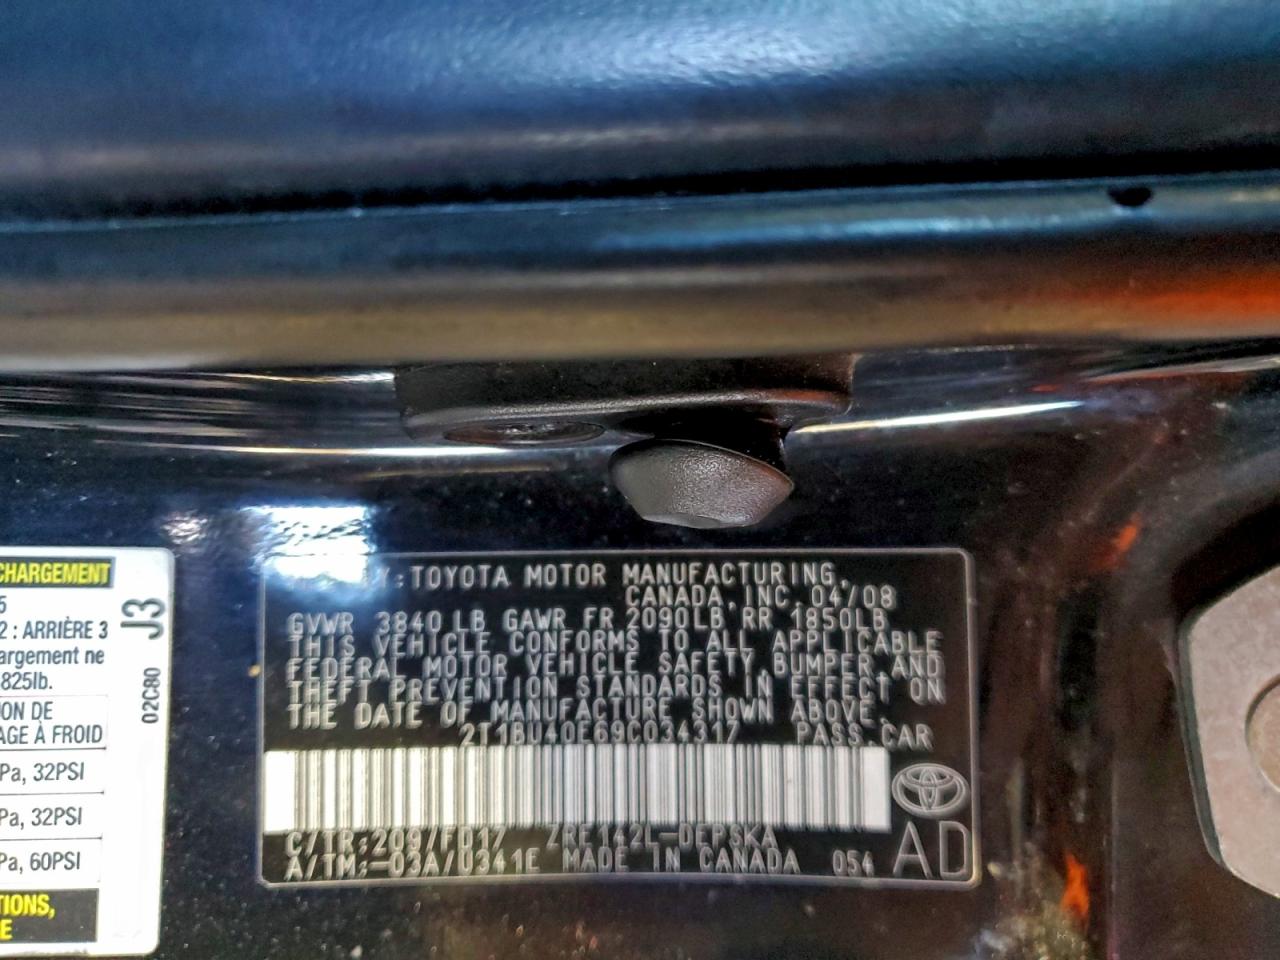 CHARGEMENT
5
2 : ARRIÈRE 3
argement ne
825lb.
ION DE
AGE À FROID
Pa, 32PSI
Pa, 32PSI
Pa, 60PSI
TIONS,
E
J3
02C80
Y:TOYOTA MOTOR MANUFACTURING,
CANADA, INC. 04/08
GVWR 3840 LB GAWR FR 2090LB RR 1850LB
THIS VEHICLE CONFORMS TO ALL APPLICABLE
FEDERAL MOTOR VEHICLE SAFETY, BUMPER, AND
THEFT PREVENTION STANDARDS IN EFFECT ON
THE DATE OF MANUFACTURE SHOWN ABOVE.
2T1BU40E69C034317 PASS.CAR
C/TR:209/FD17 ZRE142L-DEPSKA
A/TM:-03A/U341E MADE IN CANADA 054
AD